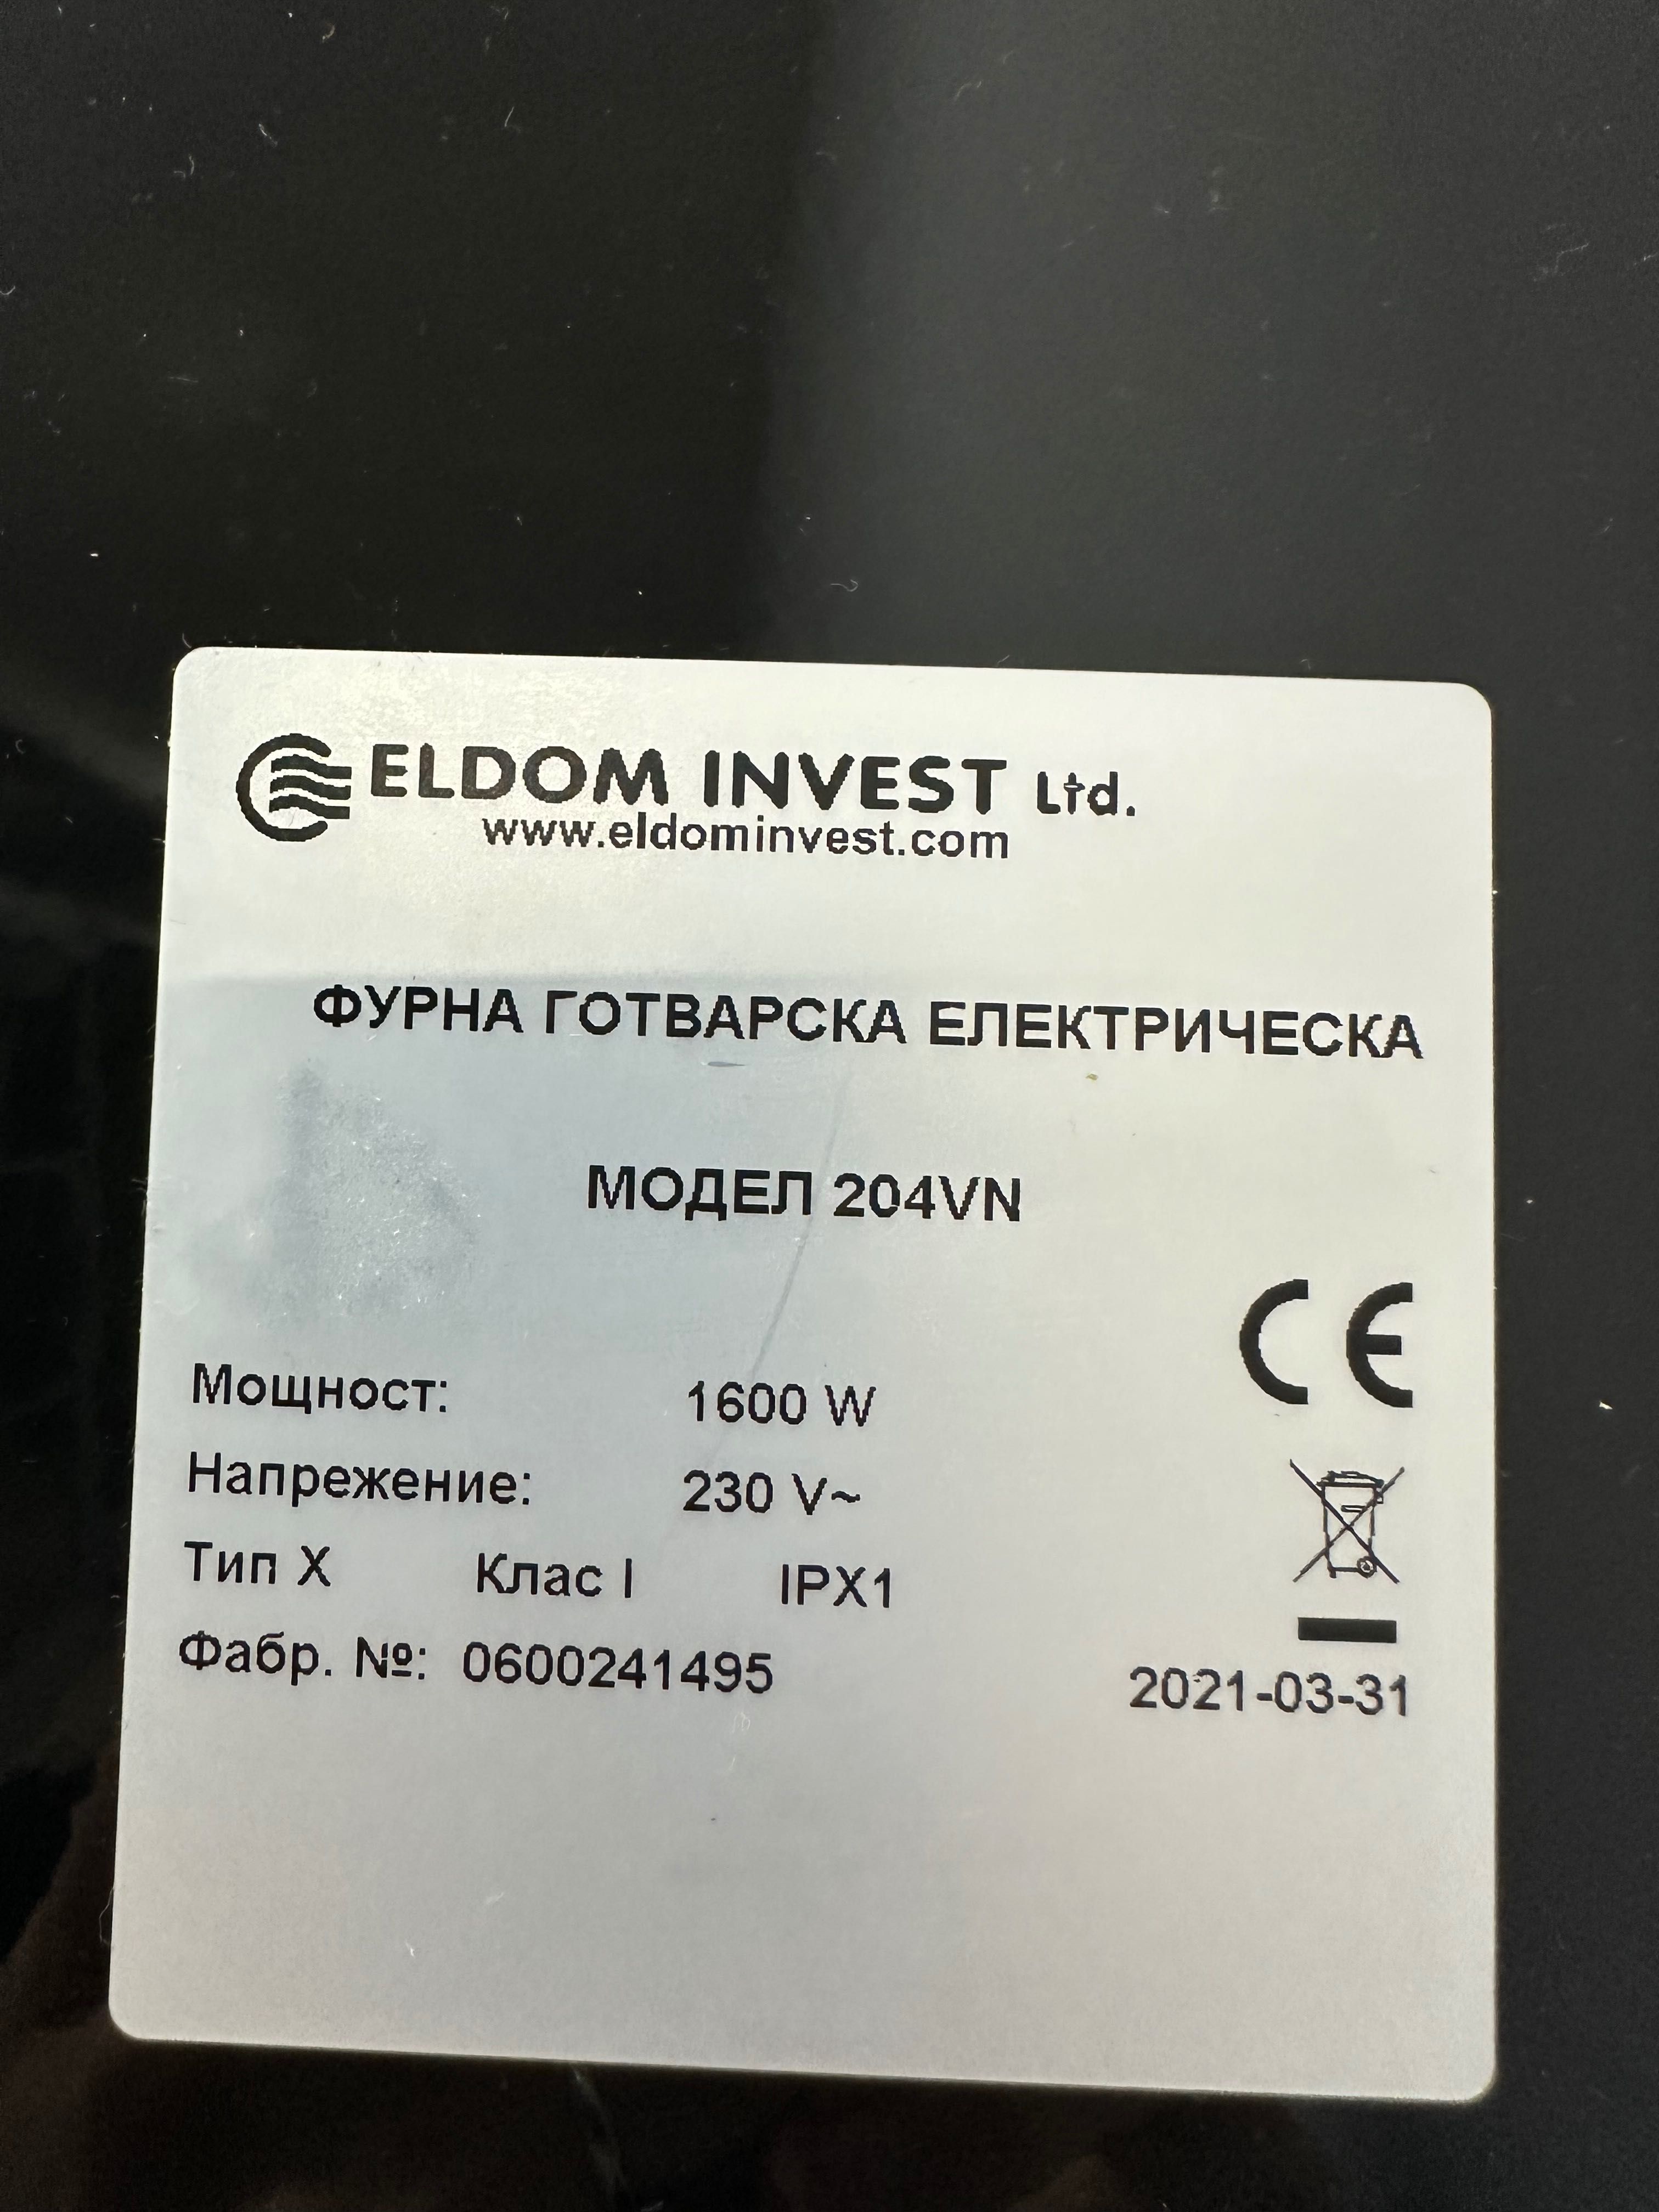 ELDOM INVEST Ltd.
www.eldominvest.com
ФУРНА ГОТВАРСКА ЕЛЕКТРИЧЕСКА
МОДЕЛ 204VN
CE
Мощност: 1600 W
Напрежение: 230 V~
Тип X Клас I IPX1
Фабр. №: 0600241495
2021-03-31